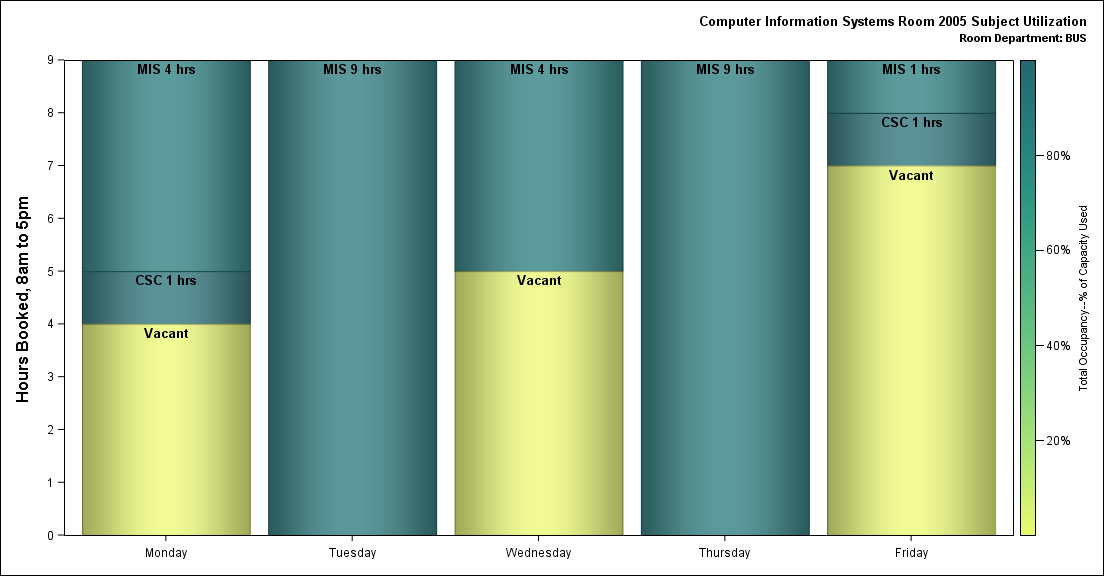 Computer Information Systems Room 2005 Subject Utilization
Room Department: BUS
Hours Booked, 8am to 5pm
9
8
7
6
5
4
3
2
1
0
MIS 4 hrs
CSC 1 hrs
Vacant
MIS 9 hrs
MIS 4 hrs
Vacant
MIS 9 hrs
MIS 1 hrs
CSC 1 hrs
Vacant
Monday
Tuesday
Wednesday
Thursday
Friday
80%
60%
40%
20%
Total Occupancy--% of Capacity Used